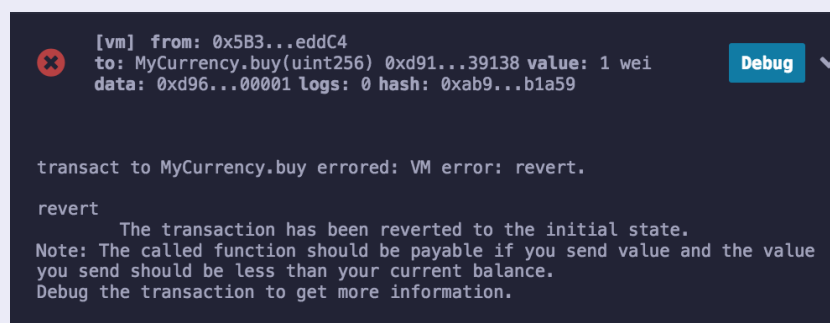 [vm] from: 0x5B3...eddC4
to: MyCurrency.buy(uint256) 0xd91...39138 value: 1 wei
data: 0xd96...00001 logs: 0 hash: 0xab9...b1a59
Debug
transact to MyCurrency.buy errored: VM error: revert.
revert
The transaction has been reverted to the initial state.
Note: The called function should be payable if you send value and the value
you send should be less than your current balance.
Debug the transaction to get more information.